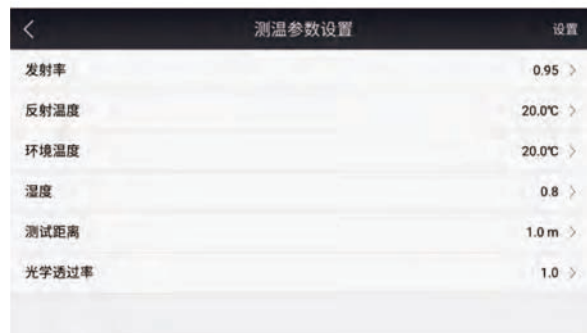 测温参数设置 设置
发射率 0.95
反射温度 20.0℃
环境温度 20.0℃
湿度 0.8
测试距离 1.0 m
光学透过率 1.0